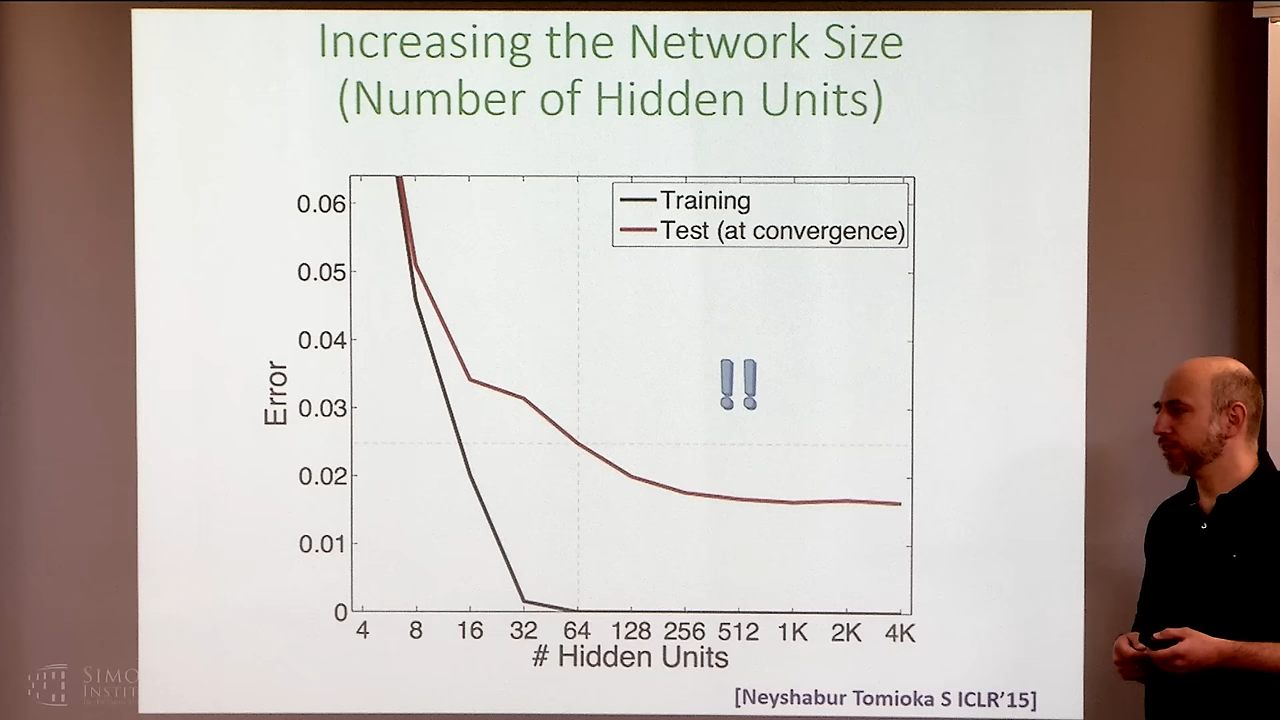 Increasing the Network Size
(Number of Hidden Units)
Training
Test (at convergence)
0.06
0.05
0.04
0.03
0.02
0.01
0
Error
!!
4 8 16 32 64 128 256 512 1K 2K 4K
# Hidden Units
[Neyshabur Tomioka S ICLR'15]
SIMO
INSTIT